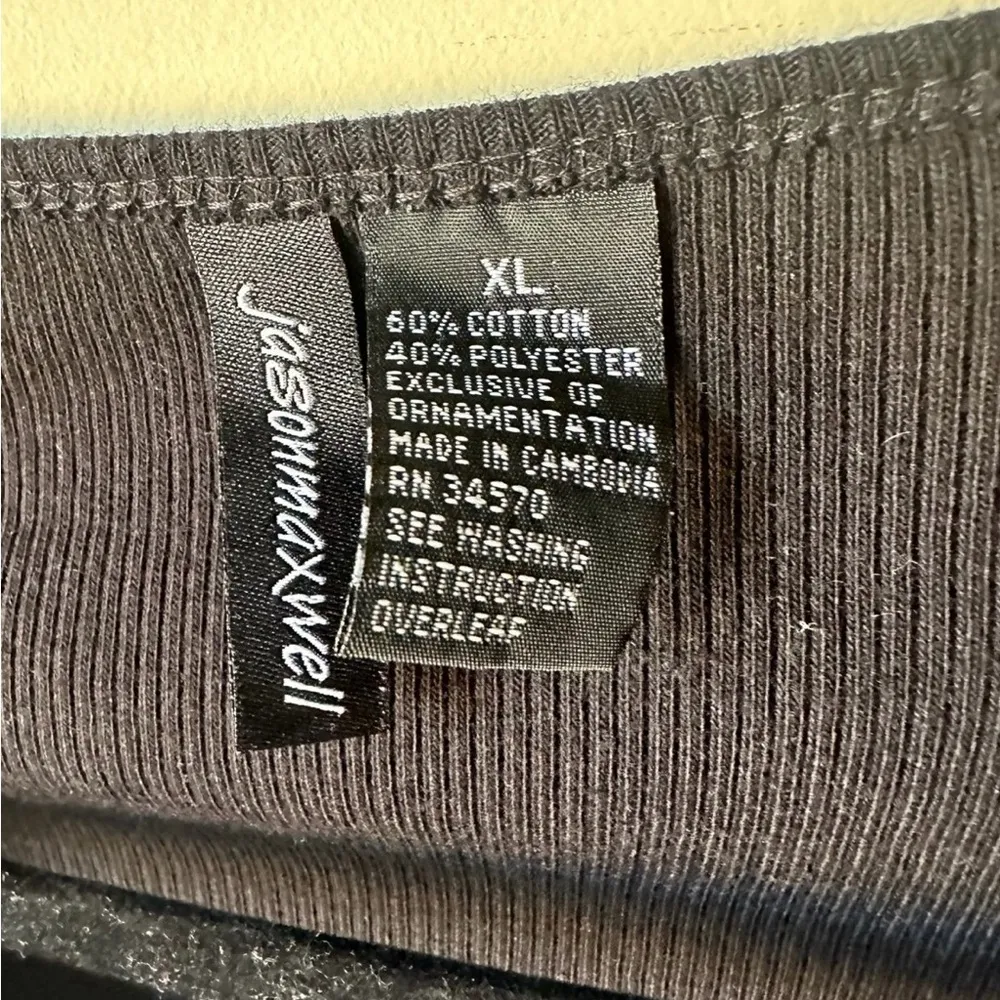 jasonmaxwell
XL
60% COTTON
40% POLYESTER
EXCLUSIVE OF
ORNAMENTATION
MADE IN CAMBODIA
RN 34570
SEE WASHING
INSTRUCTION
OVERLEAF